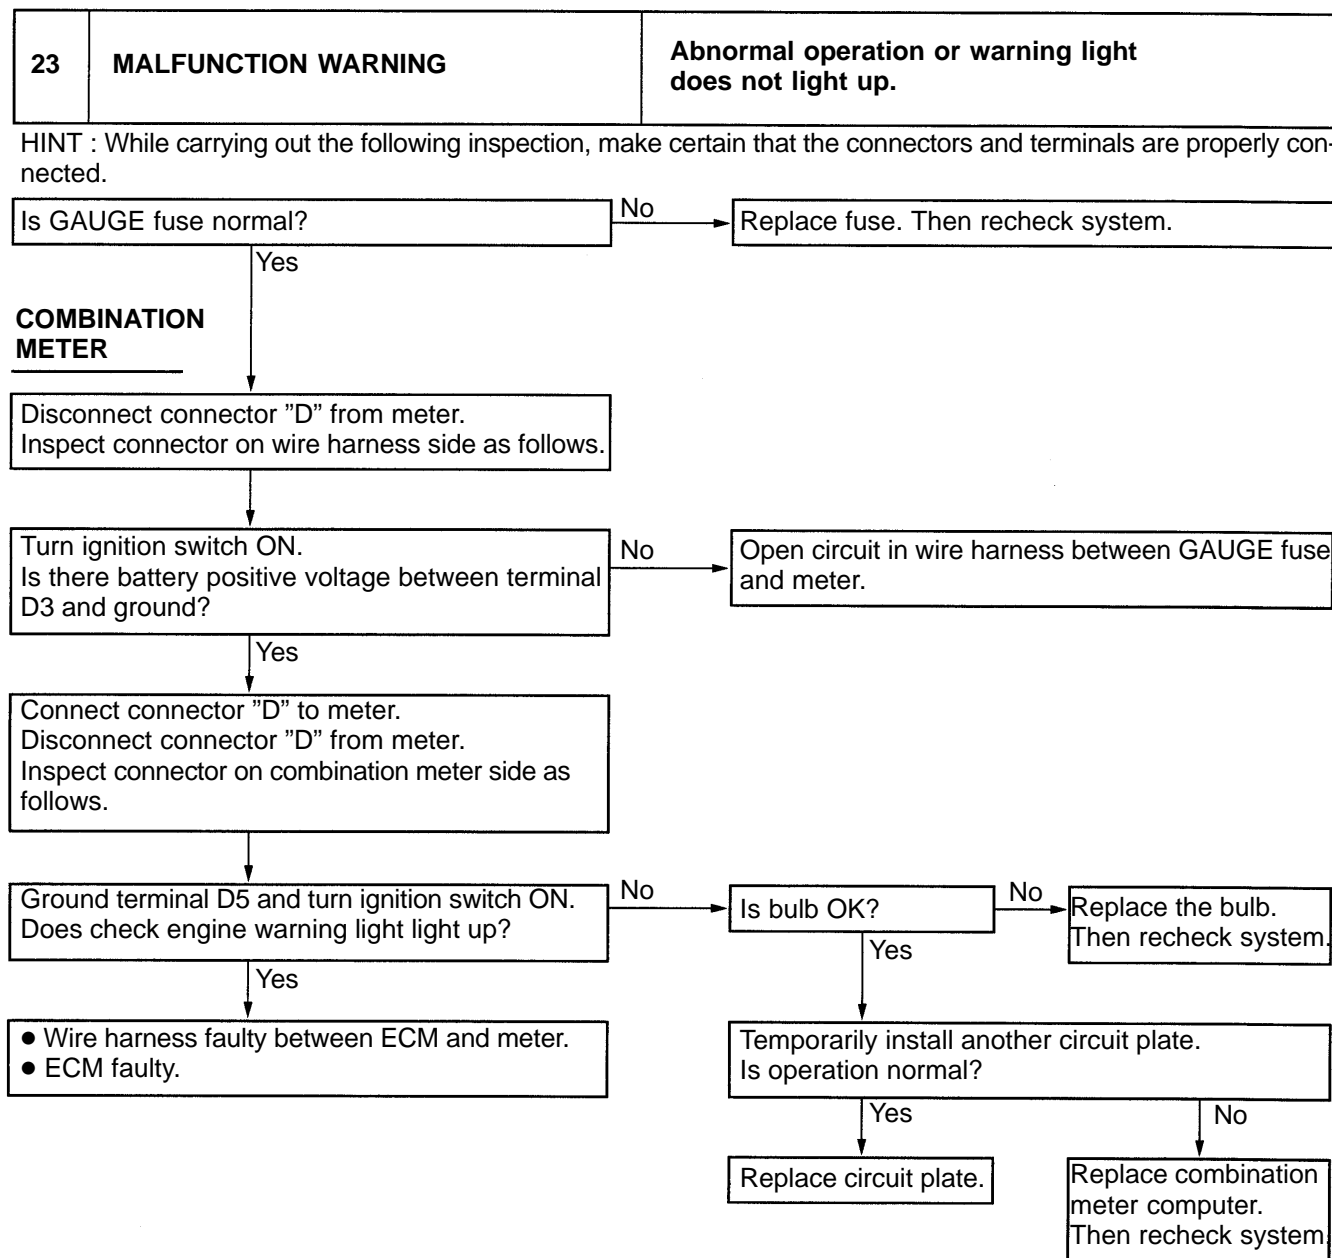 23
MALFUNCTION WARNING
Abnormal operation or warning light
does not light up.
HINT : While carrying out the following inspection, make certain that the connectors and terminals are properly con-
nected.
Is GAUGE fuse normal?
No
Replace fuse. Then recheck system.
Yes
COMBINATION
METER
Disconnect connector ”D” from meter.
Inspect connector on wire harness side as follows.
Turn ignition switch ON.
Is there battery positive voltage between terminal
D3 and ground?
No
Open circuit in wire harness between GAUGE fuse
and meter.
Yes
Connect connector ”D” to meter.
Disconnect connector ”D” from meter.
Inspect connector on combination meter side as
follows.
Ground terminal D5 and turn ignition switch ON.
Does check engine warning light light up?
No
Is bulb OK?
No
Replace the bulb.
Then recheck system.
Yes
Yes
● Wire harness faulty between ECM and meter.
● ECM faulty.
Temporarily install another circuit plate.
Is operation normal?
Yes
No
Replace circuit plate.
Replace combination
meter computer.
Then recheck system.